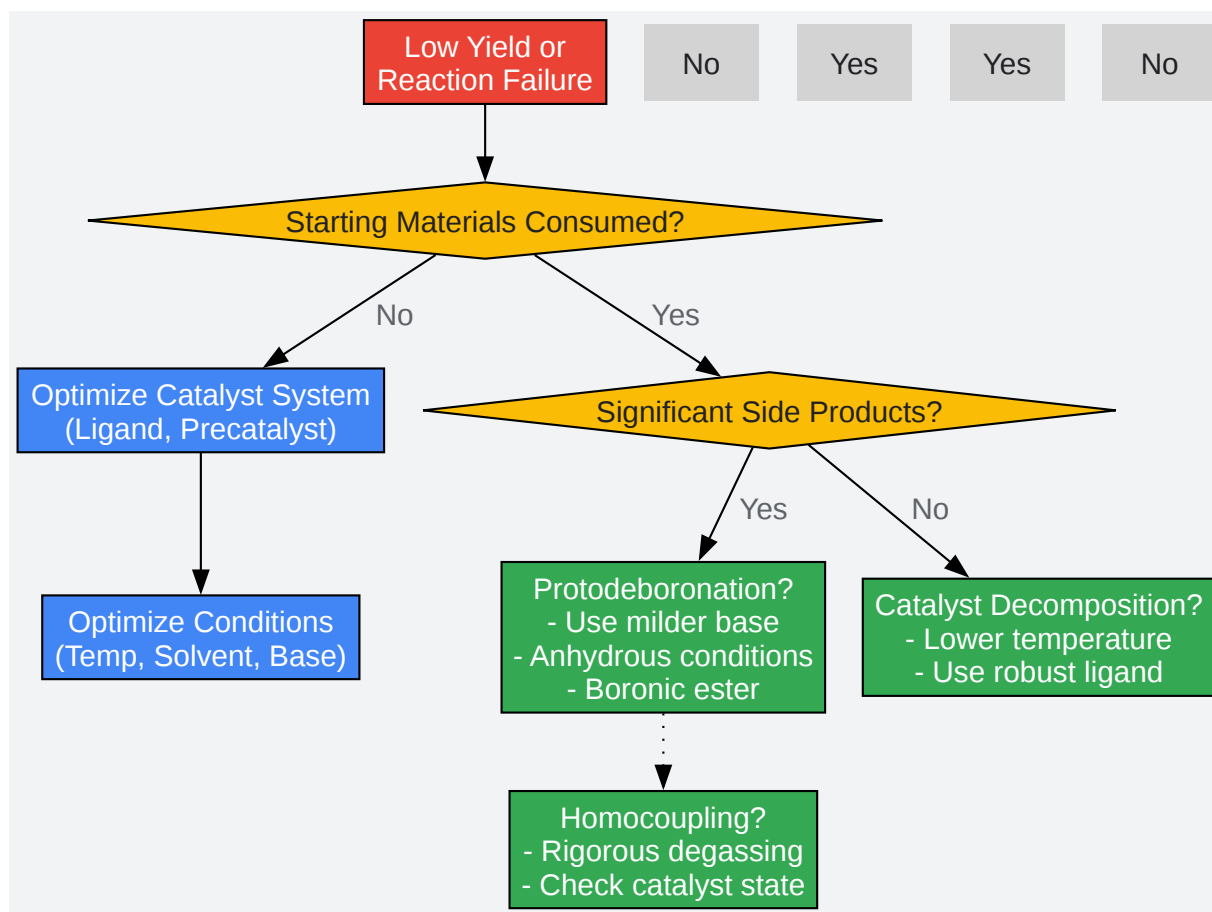 Low Yield or
Reaction Failure
No
Yes
Yes
No
Starting Materials Consumed?
No
Yes
Optimize Catalyst System
(Ligand, Precatalyst)
Significant Side Products?
Yes
No
Optimize Conditions
(Temp, Solvent, Base)
Protodeboronation?
- Use milder base
- Anhydrous conditions
- Boronic ester
Catalyst Decomposition?
- Lower temperature
- Use robust ligand
Homocoupling?
- Rigorous degassing
- Check catalyst state